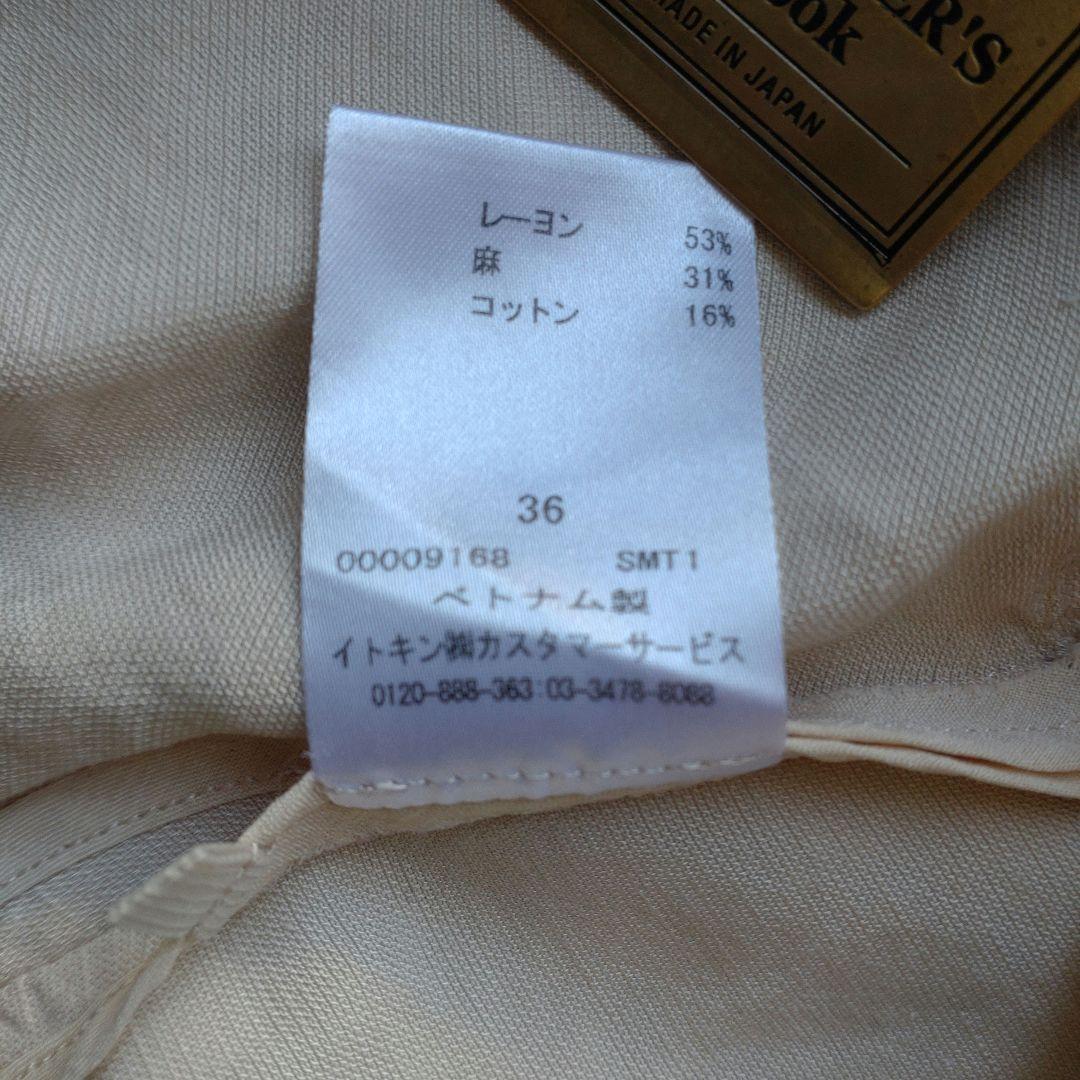 ER'S
ook
MADE IN JAPAN
レーヨン 53%
麻 31%
コットン 16%
36
00009168 SMT1
ベトナム製
イトキン㈱カスタマーサービス
0120-888-363:03-3478-8088